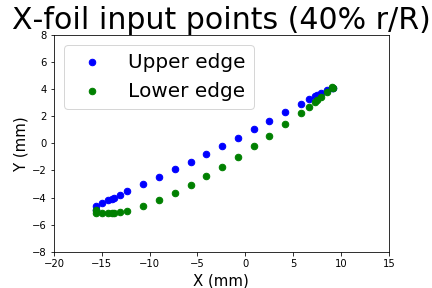 X-foil input points (40% r/R)
8
6
4
2
0
−2
−4
−6
−8
Y (mm)
Upper edge
Lower edge
−20 −15 −10 −5 0 5 10 15
X (mm)